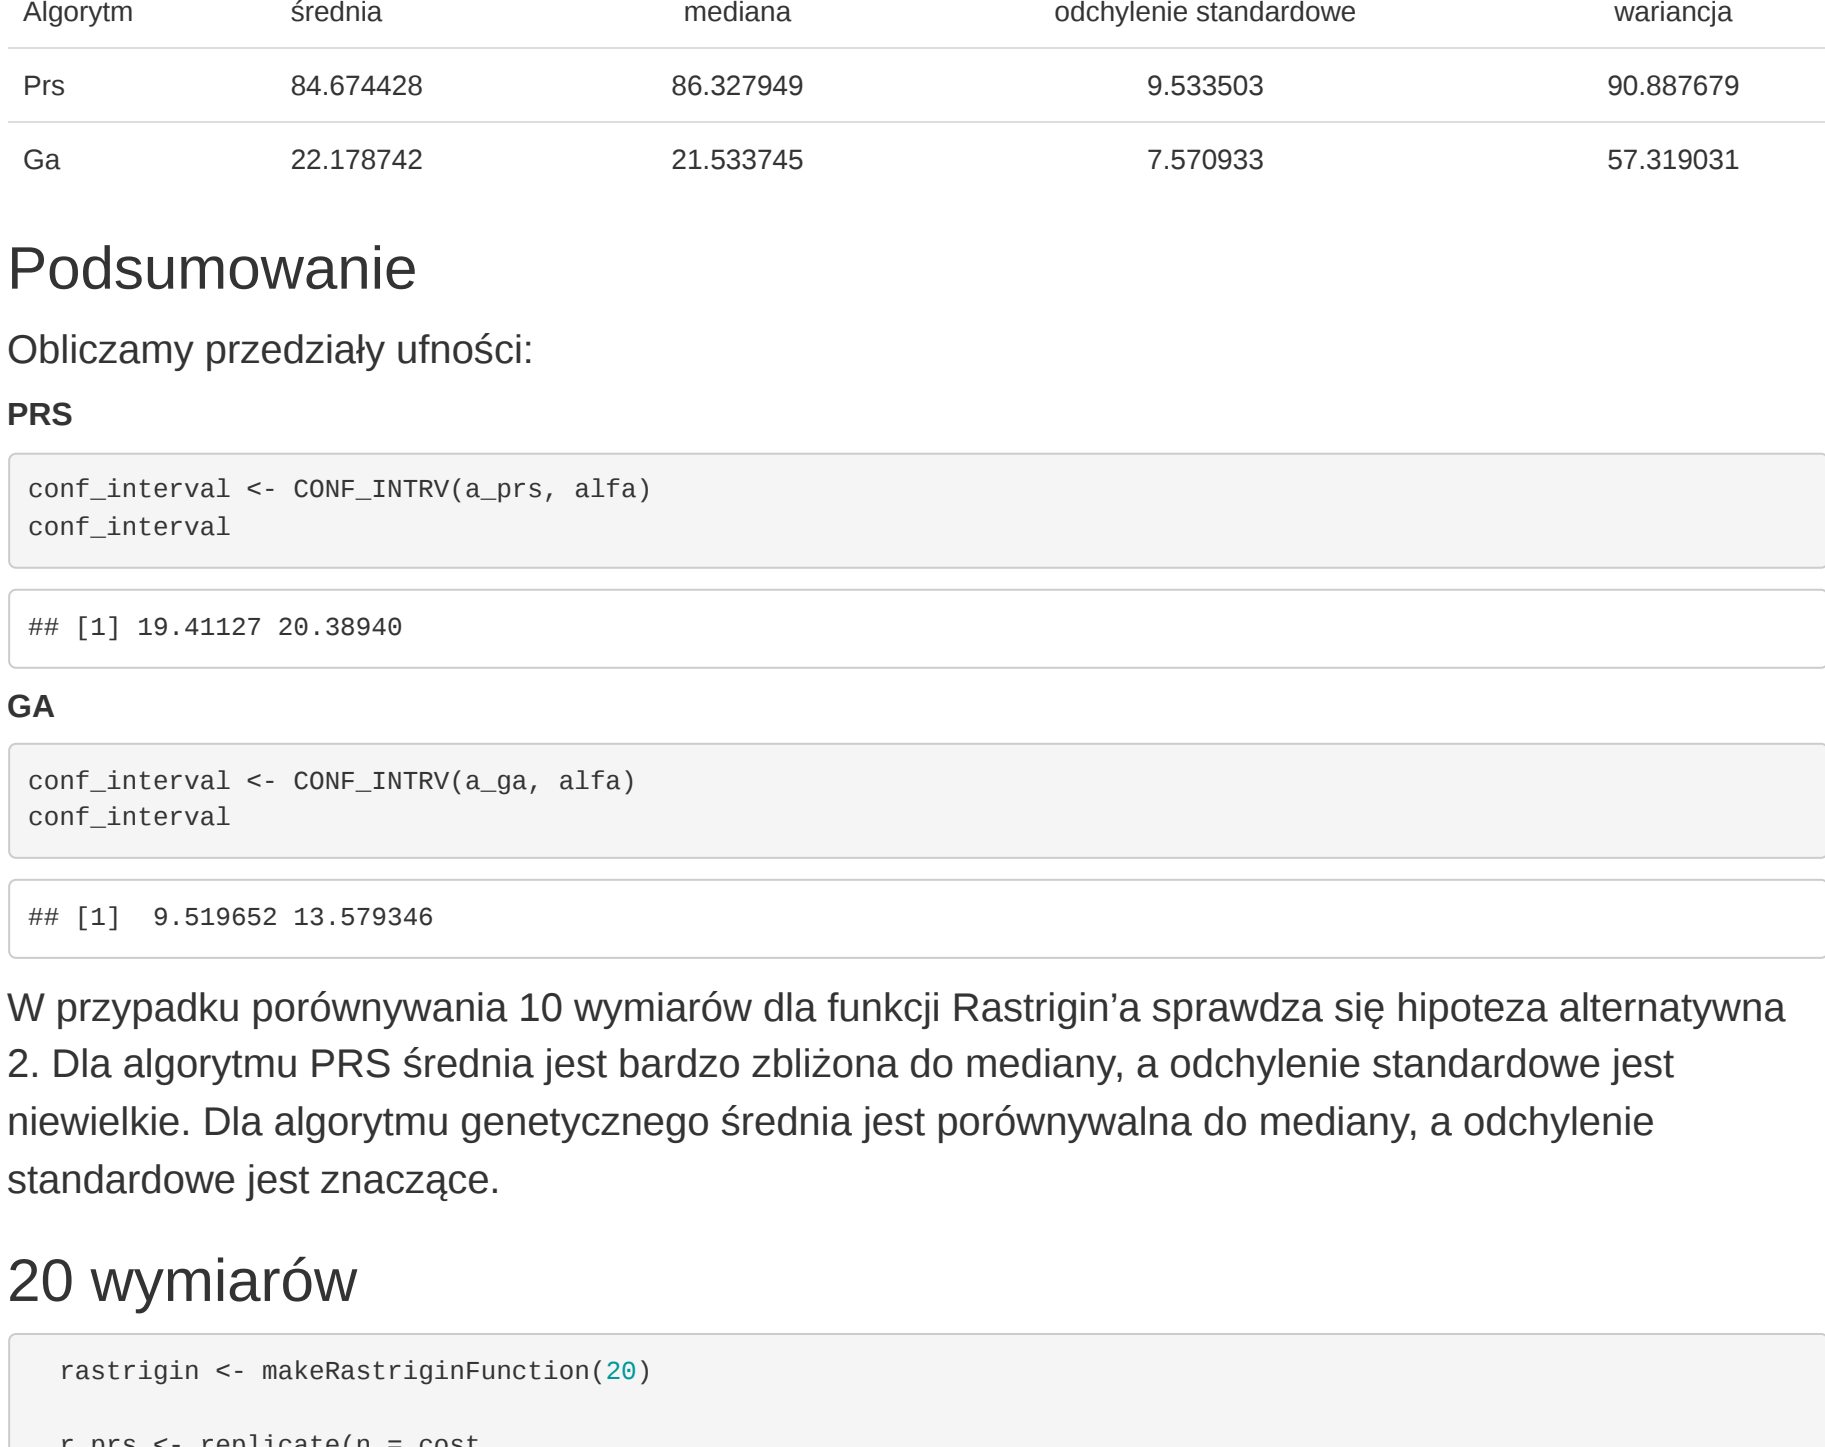 Algorytm średnia mediana odchylenie standardowe wariancja
Prs 84.674428 86.327949 9.533503 90.887679
Ga 22.178742 21.533745 7.570933 57.319031
Podsumowanie
Obliczamy przedziały ufności:
PRS
conf_interval <- CONF_INTRV(a_prs, alfa)
conf_interval
## [1] 19.41127 20.38940
GA
conf_interval <- CONF_INTRV(a_ga, alfa)
conf_interval
## [1]  9.519652 13.579346
W przypadku porównywania 10 wymiarów dla funkcji Rastrigin’a sprawdza się hipoteza alternatywna
2. Dla algorytmu PRS średnia jest bardzo zbliżona do mediany, a odchylenie standardowe jest
niewielkie. Dla algorytmu genetycznego średnia jest porównywalna do mediany, a odchylenie
standardowe jest znaczące.
20 wymiarów
rastrigin <- makeRastriginFunction(20)
r_prs <- replicate(n = cost,